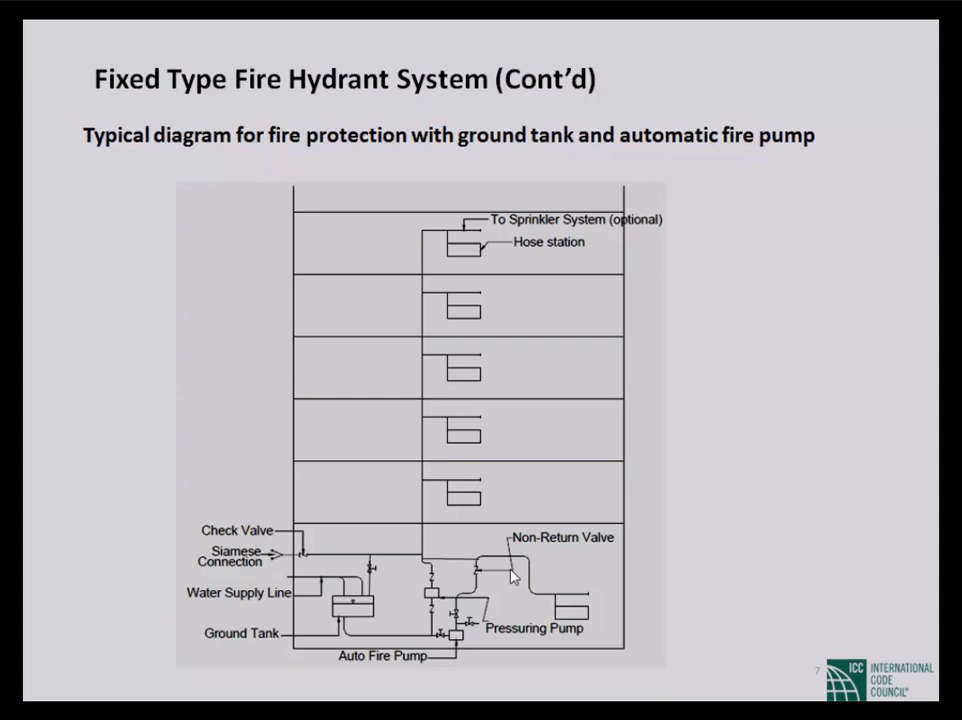 Fixed Type Fire Hydrant System (Cont’d)
Typical diagram for fire protection with ground tank and automatic fire pump
To Sprinkler System (optional)
Hose station
Check Valve
Siamese
Connection
Non-Return Valve
Water Supply Line
Ground Tank
Pressuring Pump
Auto Fire Pump
7
ICC
INTERNATIONAL
CODE
COUNCIL®